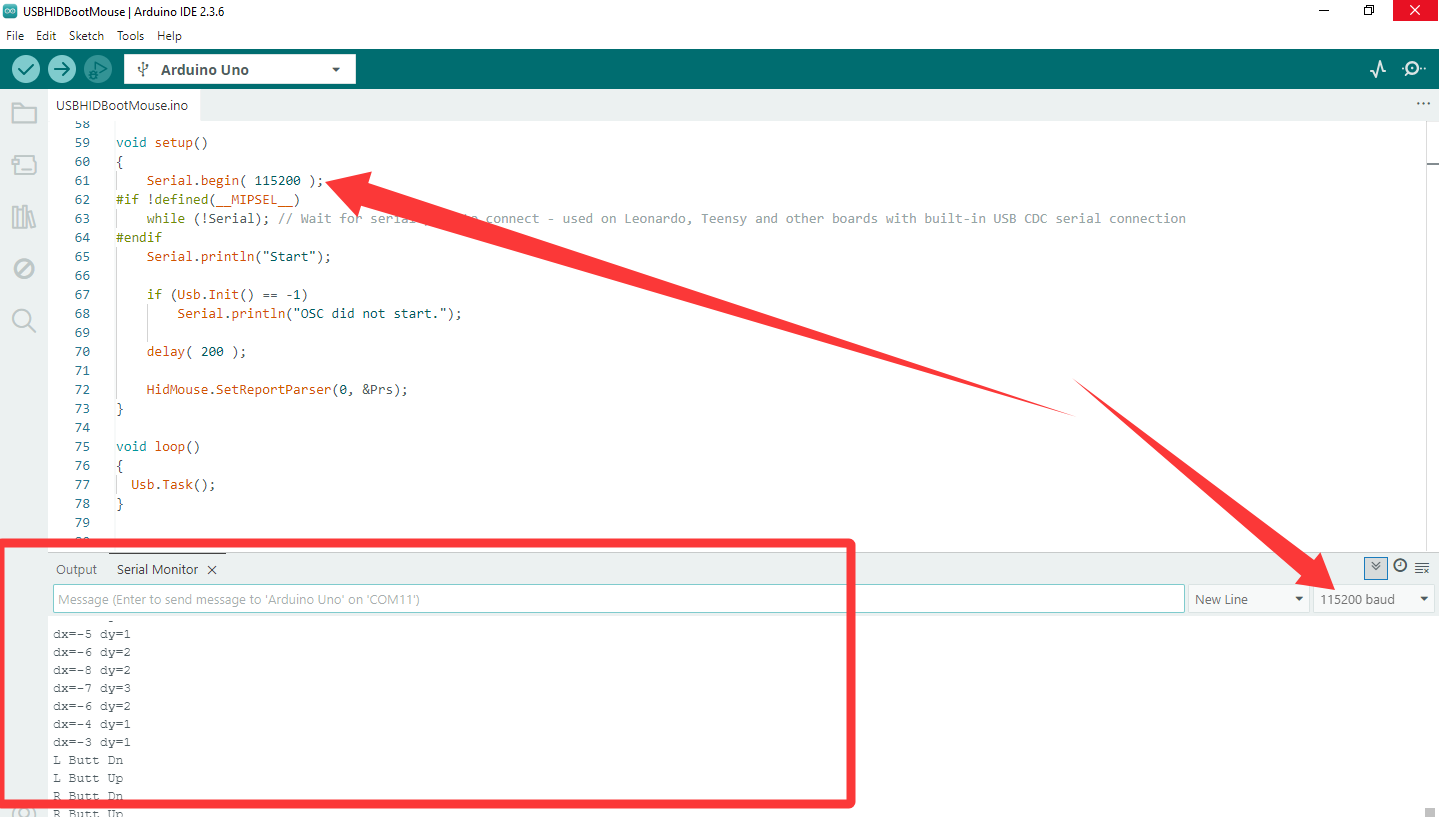 USBHIDBootMouse | Arduino IDE 2.3.6
File Edit Sketch Tools Help
Arduino Uno
USBHIDBootMouse.ino
58
59 void setup()
60 {
61 Serial.begin( 115200 );
62 #if !defined(__MIPSEL__)
63 while (!Serial); // Wait for serial connect - used on Leonardo, Teensy and other boards with built-in USB CDC serial connection
64 #endif
65 Serial.println("Start");
66
67 if (Usb.Init() == -1)
68 Serial.println("OSC did not start.");
69
70 delay( 200 );
71
72 HidMouse.SetReportParser(0, &Prs);
73 }
74
75 void loop()
76 {
77 Usb.Task();
78 }
79
Output Serial Monitor
Message (Enter to send message to 'Arduino Uno' on 'COM11') New Line 115200 baud
dx=-5 dy=1
dx=-6 dy=2
dx=-8 dy=2
dx=-7 dy=3
dx=-6 dy=2
dx=-4 dy=1
dx=-3 dy=1
L Butt Dn
L Butt Up
R Butt Dn
R Butt Up